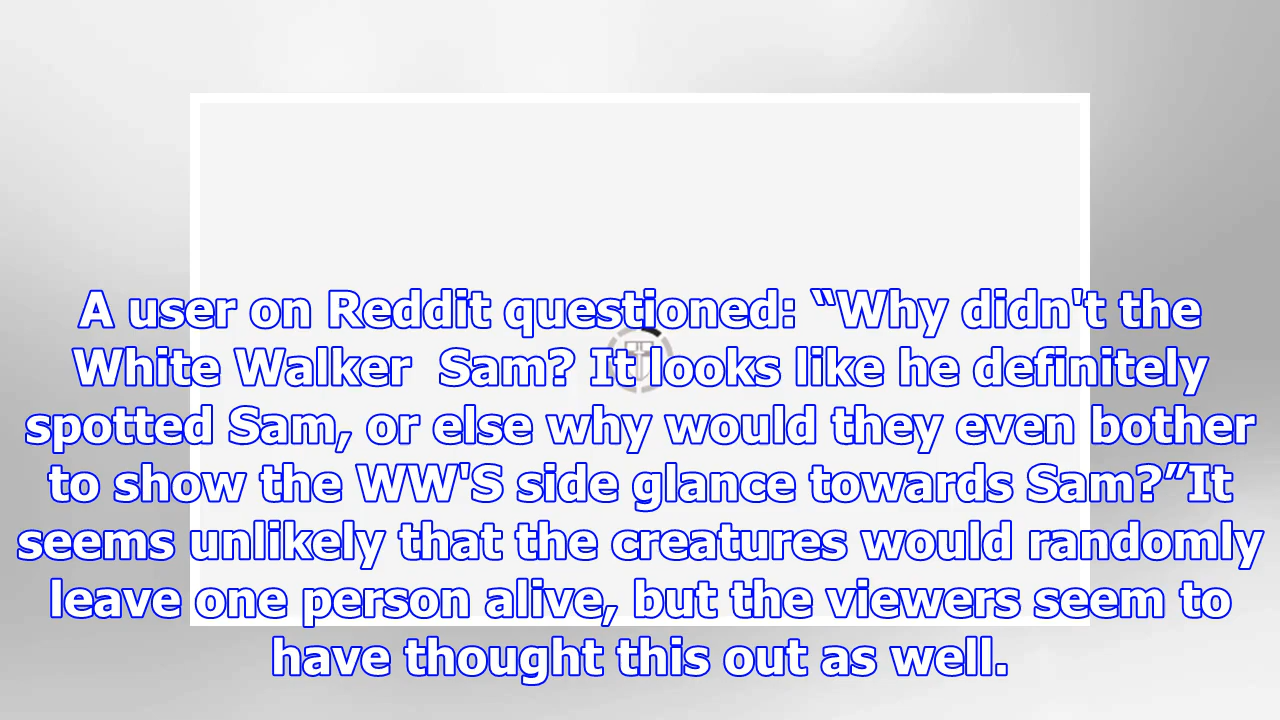 A user on Reddit questioned: “Why didn't the
White Walker  Sam? It looks like he definitely
spotted Sam, or else why would they even bother
to show the WW'S side glance towards Sam?”It
seems unlikely that the creatures would randomly
leave one person alive, but the viewers seem to
have thought this out as well.